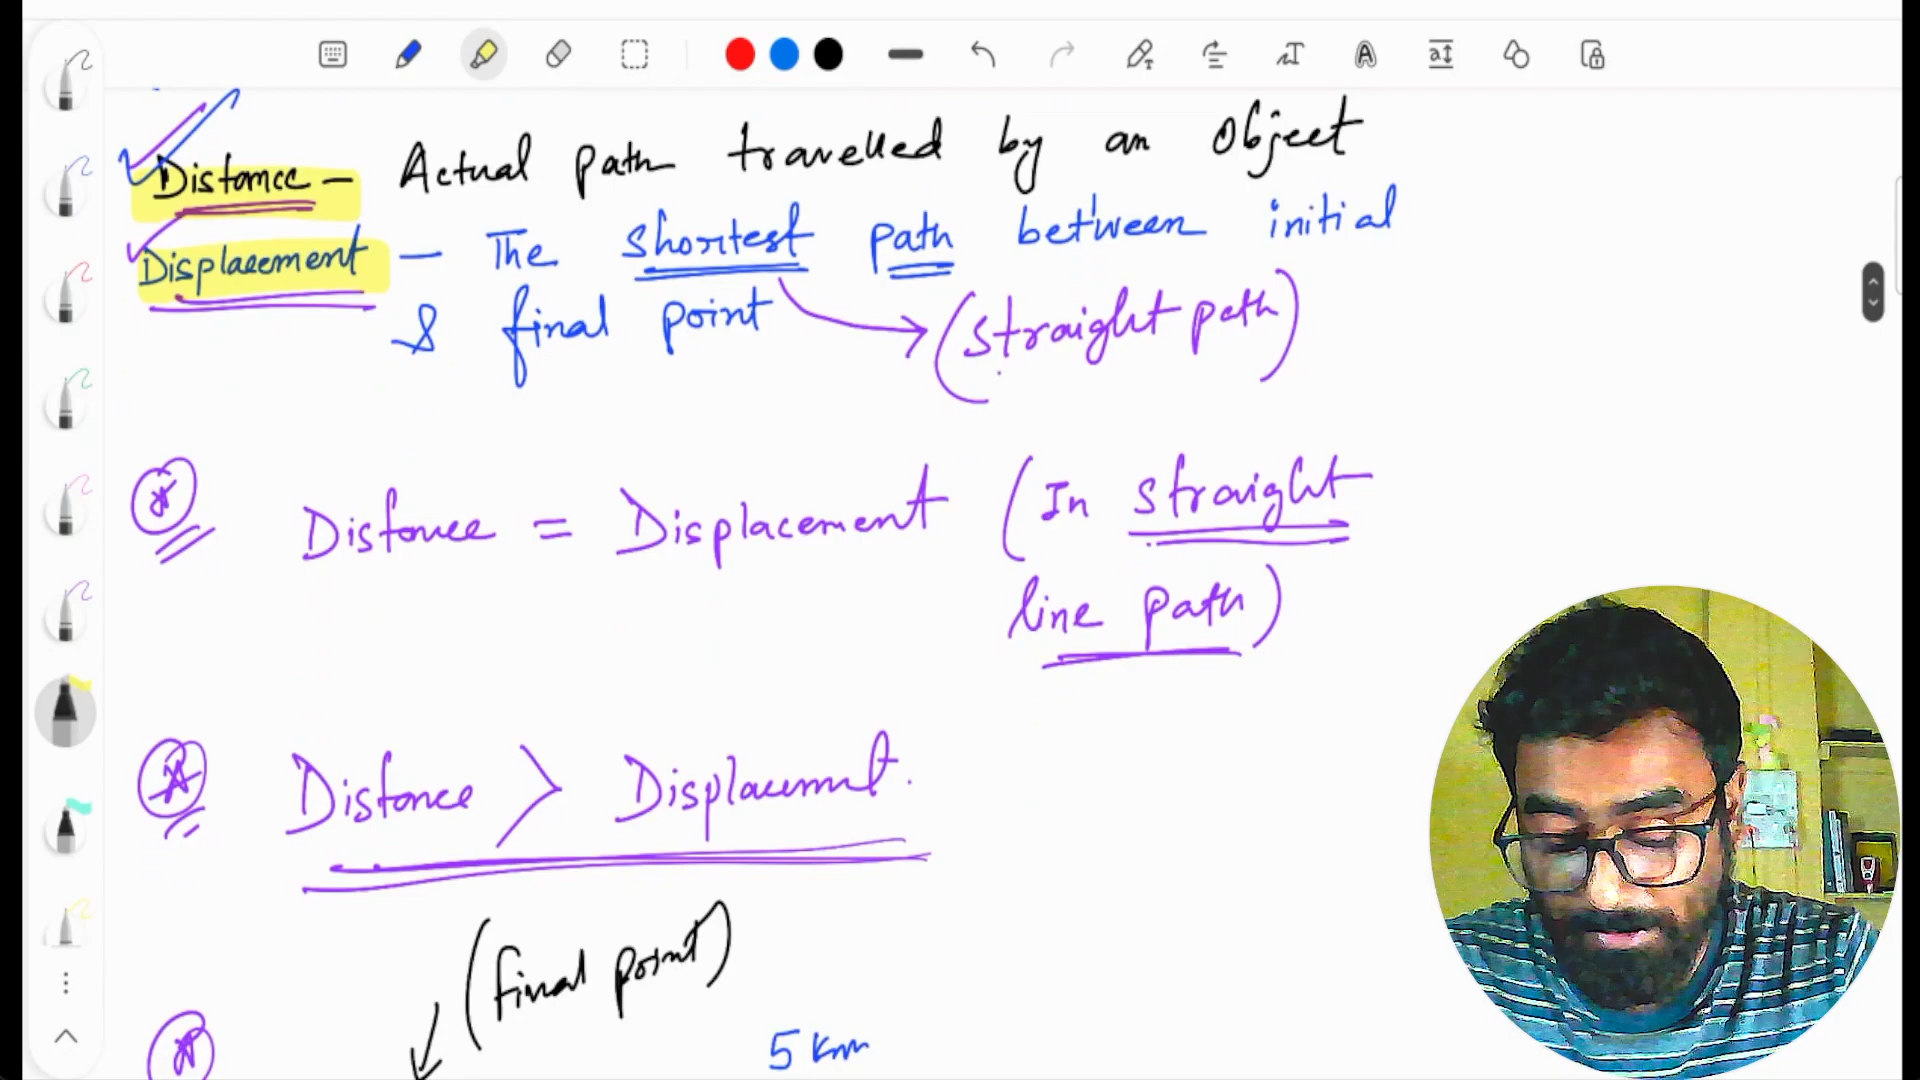 Distance - Actual path travelled by an Object
Displacement - The shortest path between initial
& final point → (straight path)
Distance = Displacement (In straight
line path)
Distance > Displacement.
(final point)
5 km